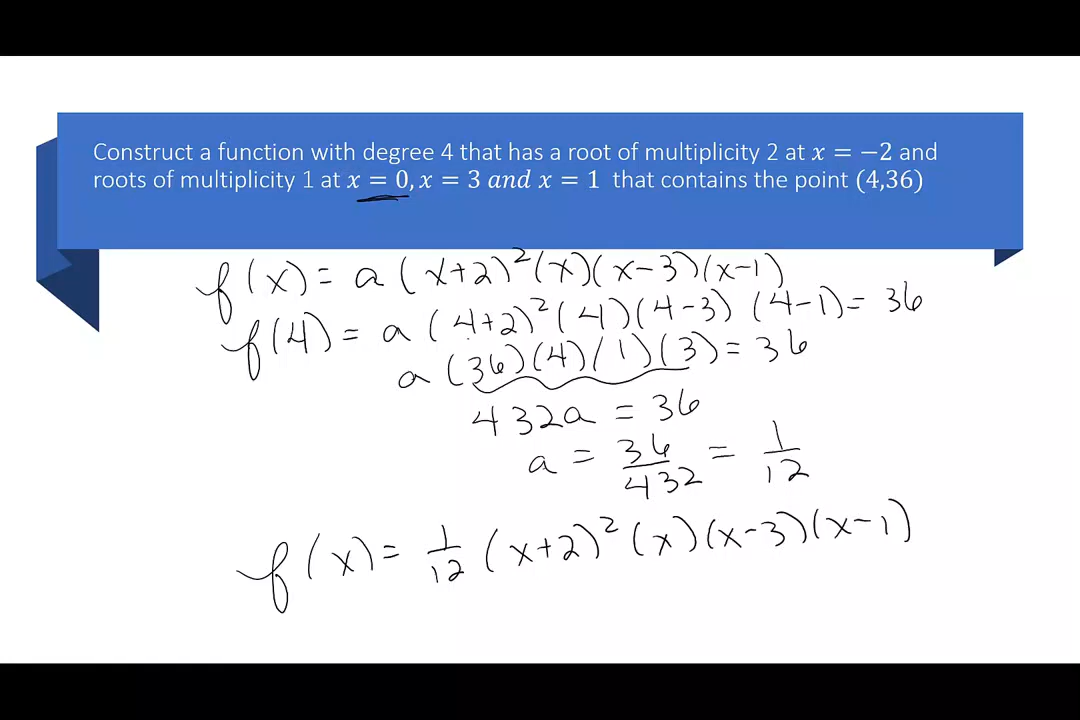 Construct a function with degree 4 that has a root of multiplicity 2 at x = −2 and
roots of multiplicity 1 at x = 0, x = 3 and x = 1 that contains the point (4,36)
f(x) = a(x+2)²(x)(x-3)(x-1)
f(4) = a(4+2)²(4)(4-3)(4-1) = 36
a(36)(4)(1)(3) = 36
432a = 36
a = 36/432 = 1/12
f(x) = 1/12 (x+2)²(x)(x-3)(x-1)